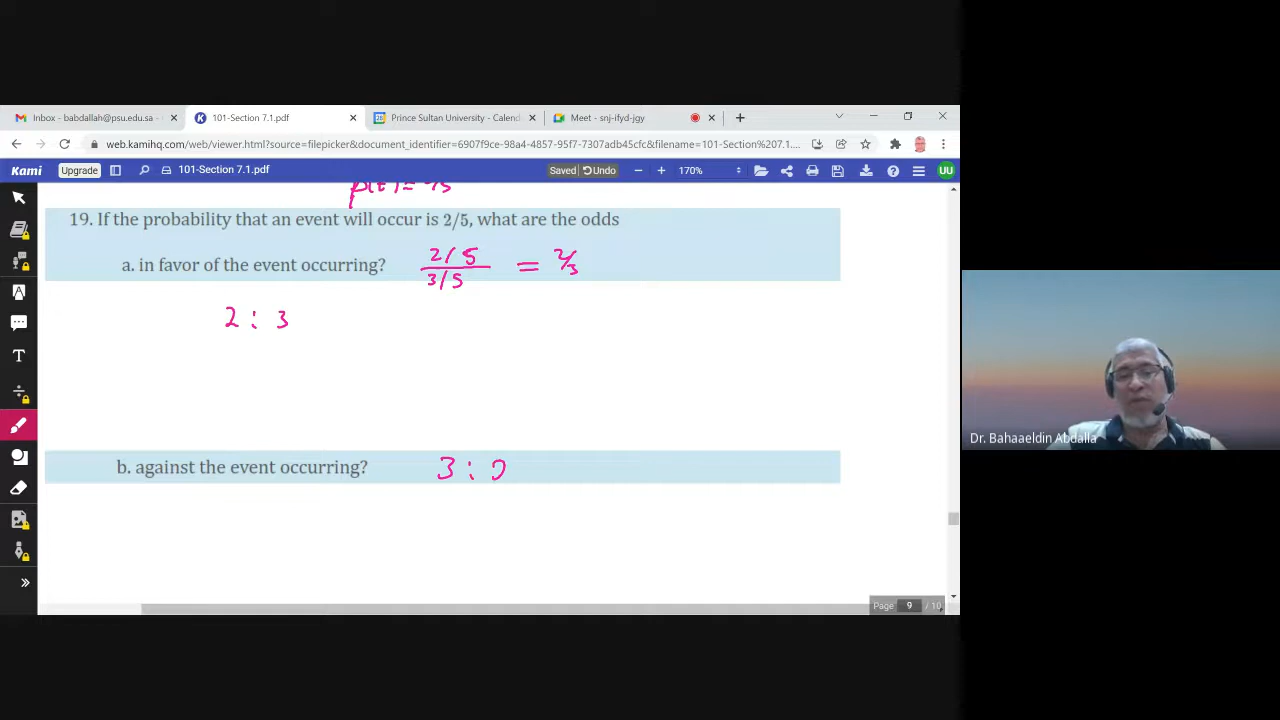 Inbox - babdallah@psu.edu.sa -
101-Section 7.1.pdf
Prince Sultan University - Calend
Meet - snj-ifyd-jgy
web.kamihq.com/web/viewer.html?source=filepicker&document_identifier=6907f9ce-98a4-4857-95f7-7307adb45cfc&filename=101-Section%207.1....
Kami
Upgrade
101-Section 7.1.pdf
Saved
Undo
170%
UU
19. If the probability that an event will occur is 2/5, what are the odds
a. in favor of the event occurring? 2/5 / 3/5 = 2/3
2 : 3
b. against the event occurring? 3 :
Page 9 / 10
Dr. Bahaaeldin Abdalla